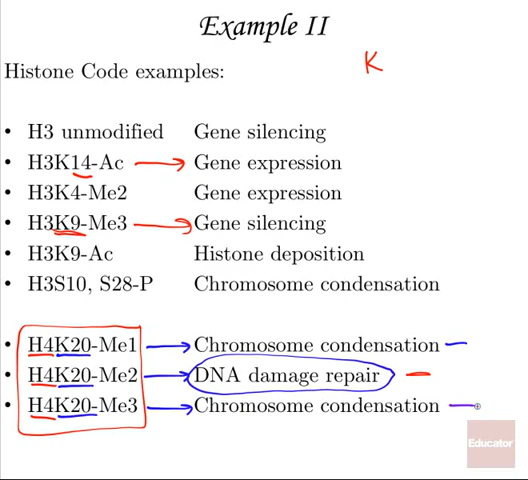 Example II
K
Histone Code examples:
• H3 unmodified Gene silencing
• H3K14-Ac Gene expression
• H3K4-Me2 Gene expression
• H3K9-Me3 Gene silencing
• H3K9-Ac Histone deposition
• H3S10, S28-P Chromosome condensation
• H4K20-Me1 Chromosome condensation
• H4K20-Me2 DNA damage repair
• H4K20-Me3 Chromosome condensation
Educator